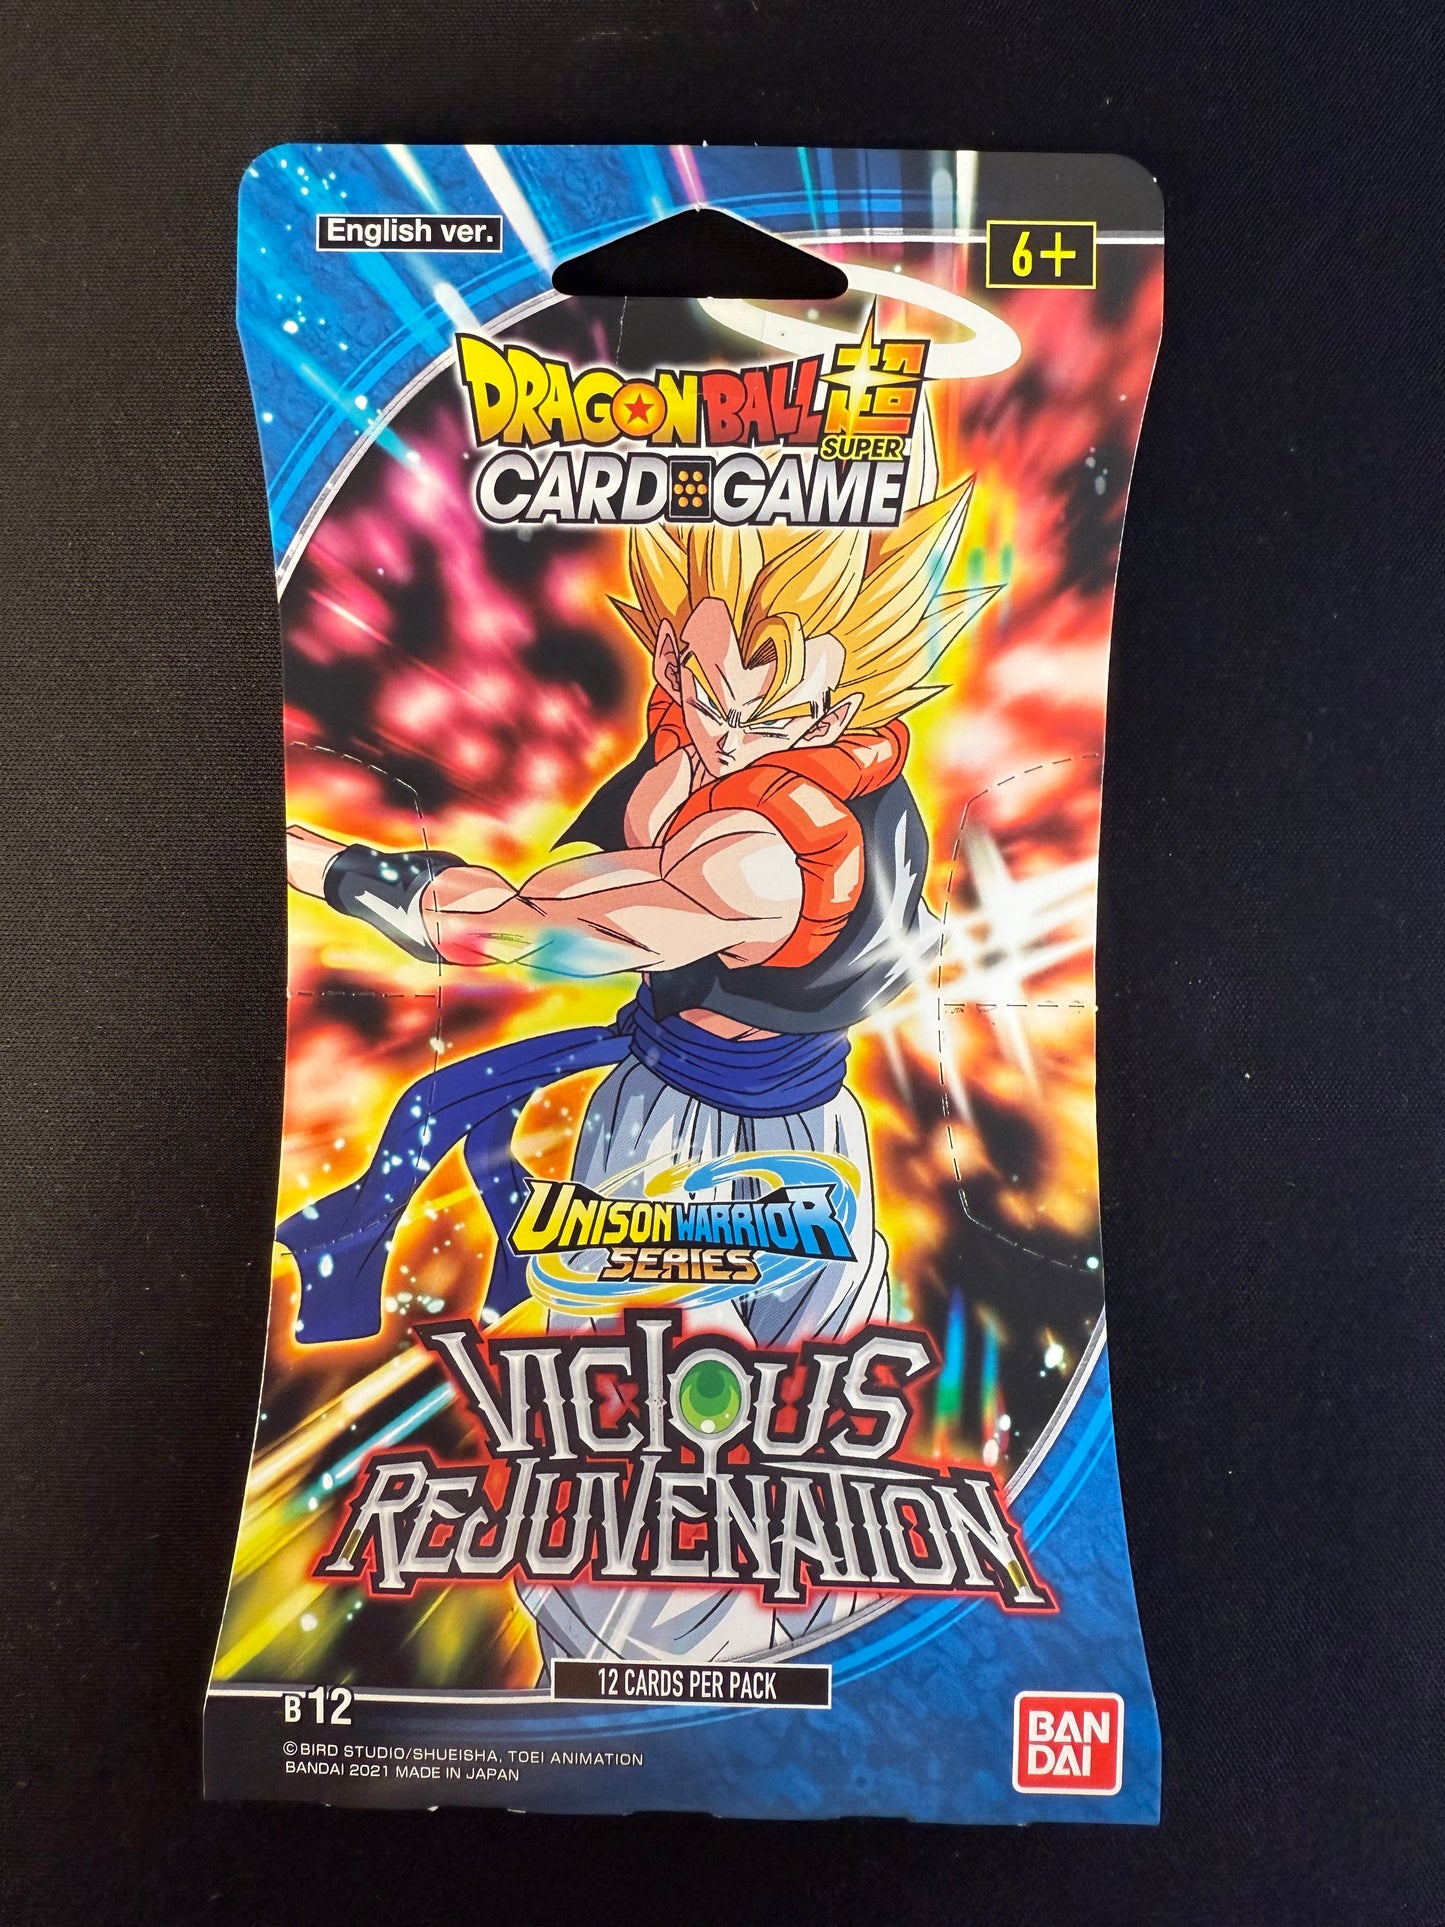 English ver.
6+
DRAGON BALL 超
SUPER
CARD GAME
UNISON WARRIOR
SERIES
VICIOUS
REJUVENATION
12 CARDS PER PACK
B12
©BIRD STUDIO/SHUEISHA, TOEI ANIMATION
BANDAI 2021 MADE IN JAPAN
BAN
DAI